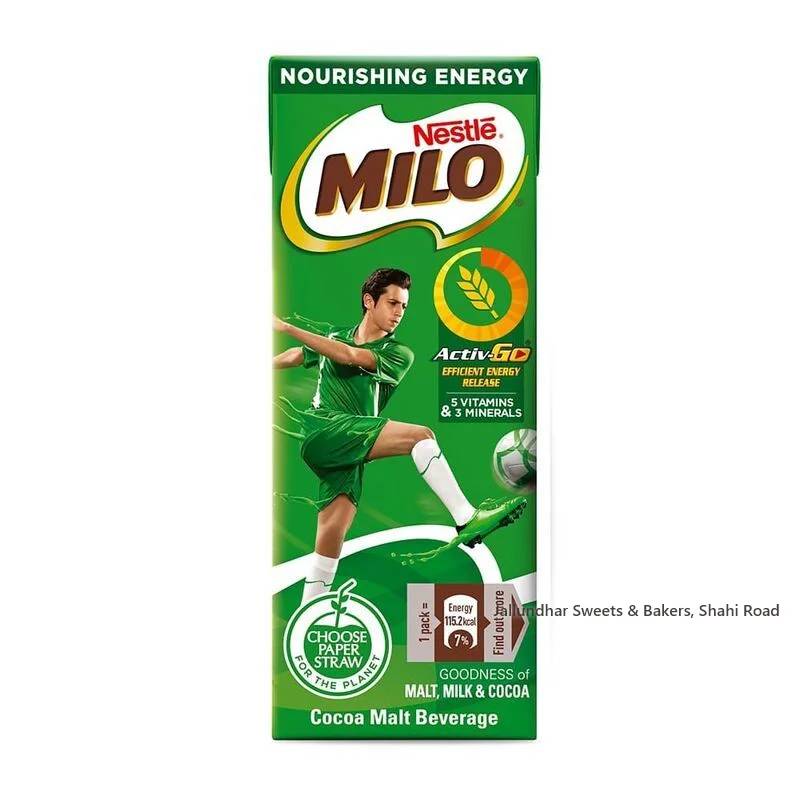 NOURISHING ENERGY
Nestlé®
MILO®
Activ-GO
EFFICIENT ENERGY
RELEASE
5 VITAMINS
& 3 MINERALS
1 pack =
Energy
115.2kcal
7%
Find out more
Jallundhar Sweets & Bakers, Shahi Road
CHOOSE
PAPER
STRAW
FOR THE PLANET
GOODNESS of
MALT, MILK & COCOA
Cocoa Malt Beverage